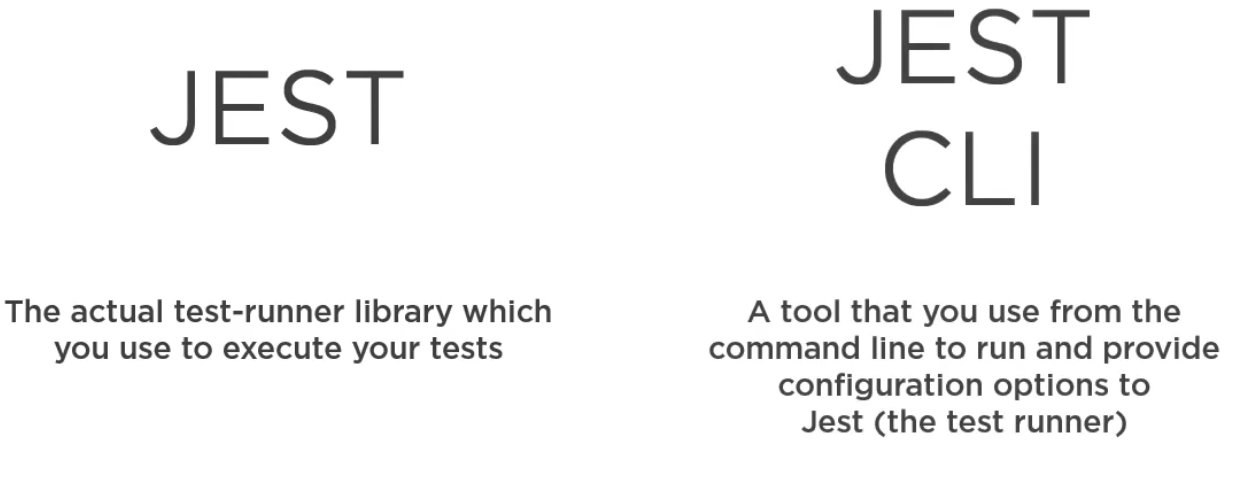 JEST
The actual test-runner library which
you use to execute your tests
JEST
CLI
A tool that you use from the
command line to run and provide
configuration options to
Jest (the test runner)